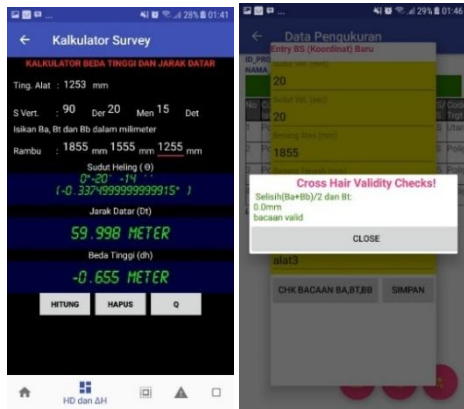 28% 01:41
Kalkulator Survey
KALKULATOR BEDA TINGGI DAN JARAK DATAR
Ting. Alat : 1253 mm
S Vert. : 90 Der 20 Men 15 Det
Isikan Ba, Bt dan Bb dalam milimeter
Rambu : 1855 mm 1555 mm 1255 mm
Sudut Heling (Θ)
0°-20'-14''
(-0.33749999999999915° )
Jarak Datar (Dt)
59.998 METER
Beda Tinggi (dh)
-0.655 METER
HITUNG HAPUS Q
HD dan ΔH
29% 01:46
Data Pengukuran
Entry BS (Koordinat) Baru
ID_PRO
NAMA
20
20
No
1855
Cross Hair Validity Checks!
Selisih(Ba+Bb)/2 dan Bt:
0.0mm
bacaan valid
CLOSE
alat3
CHK BACAAN BA,BT,BB SIMPAN